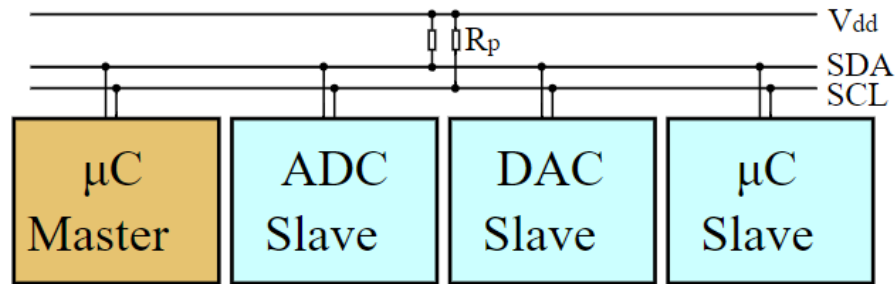 Vdd
Rp
SDA
SCL
μC
Master
ADC
Slave
DAC
Slave
μC
Slave